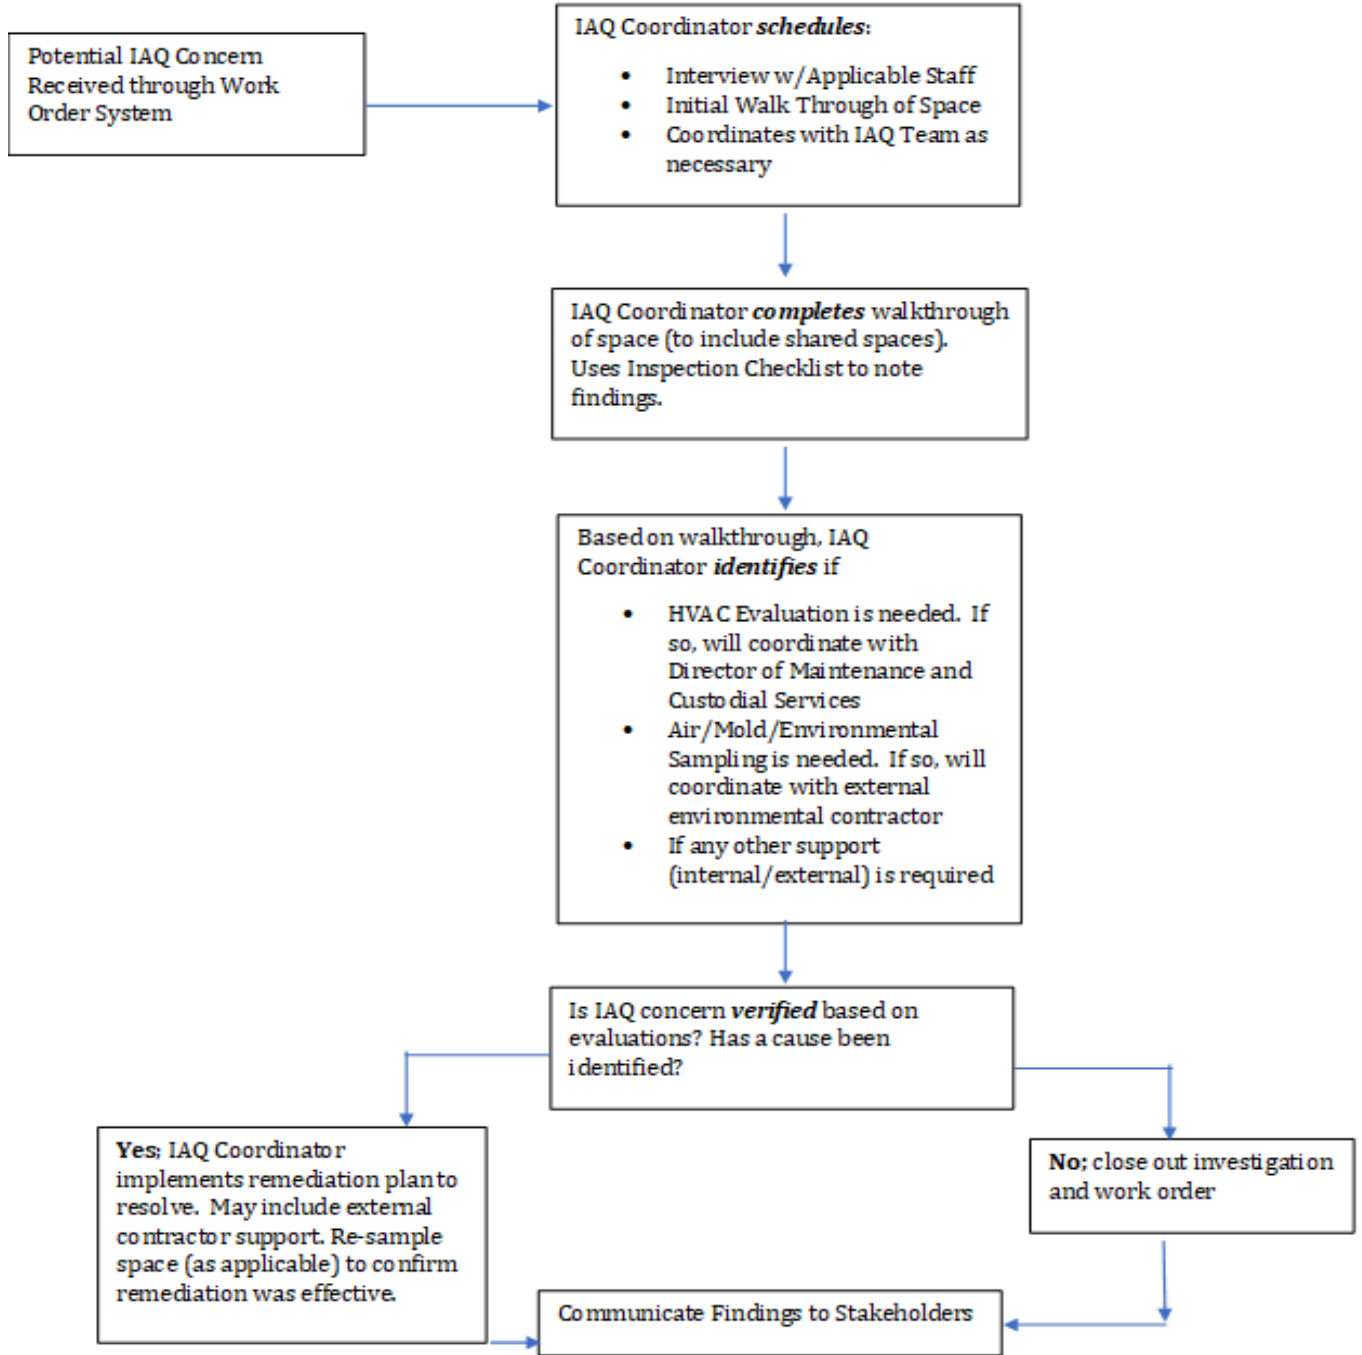 Potential IAQ Concern
Received through Work
Order System
IAQ Coordinator schedules:
• Interview w/Applicable Staff
• Initial Walk Through of Space
• Coordinates with IAQ Team as
necessary
IAQ Coordinator completes walkthrough
of space (to include shared spaces).
Uses Inspection Checklist to note
findings.
Based on walkthrough, IAQ
Coordinator identifies if
• HVAC Evaluation is needed.  If
so, will coordinate with
Director of Maintenance and
Custodial Services
• Air/Mold/Environmental
Sampling is needed.  If so, will
coordinate with external
environmental contractor
• If any other support
(internal/external) is required
Is IAQ concern verified based on
evaluations? Has a cause been
identified?
Yes; IAQ Coordinator
implements remediation plan to
resolve.  May include external
contractor support. Re-sample
space (as applicable) to confirm
remediation was effective.
No; close out investigation
and work order
Communicate Findings to Stakeholders